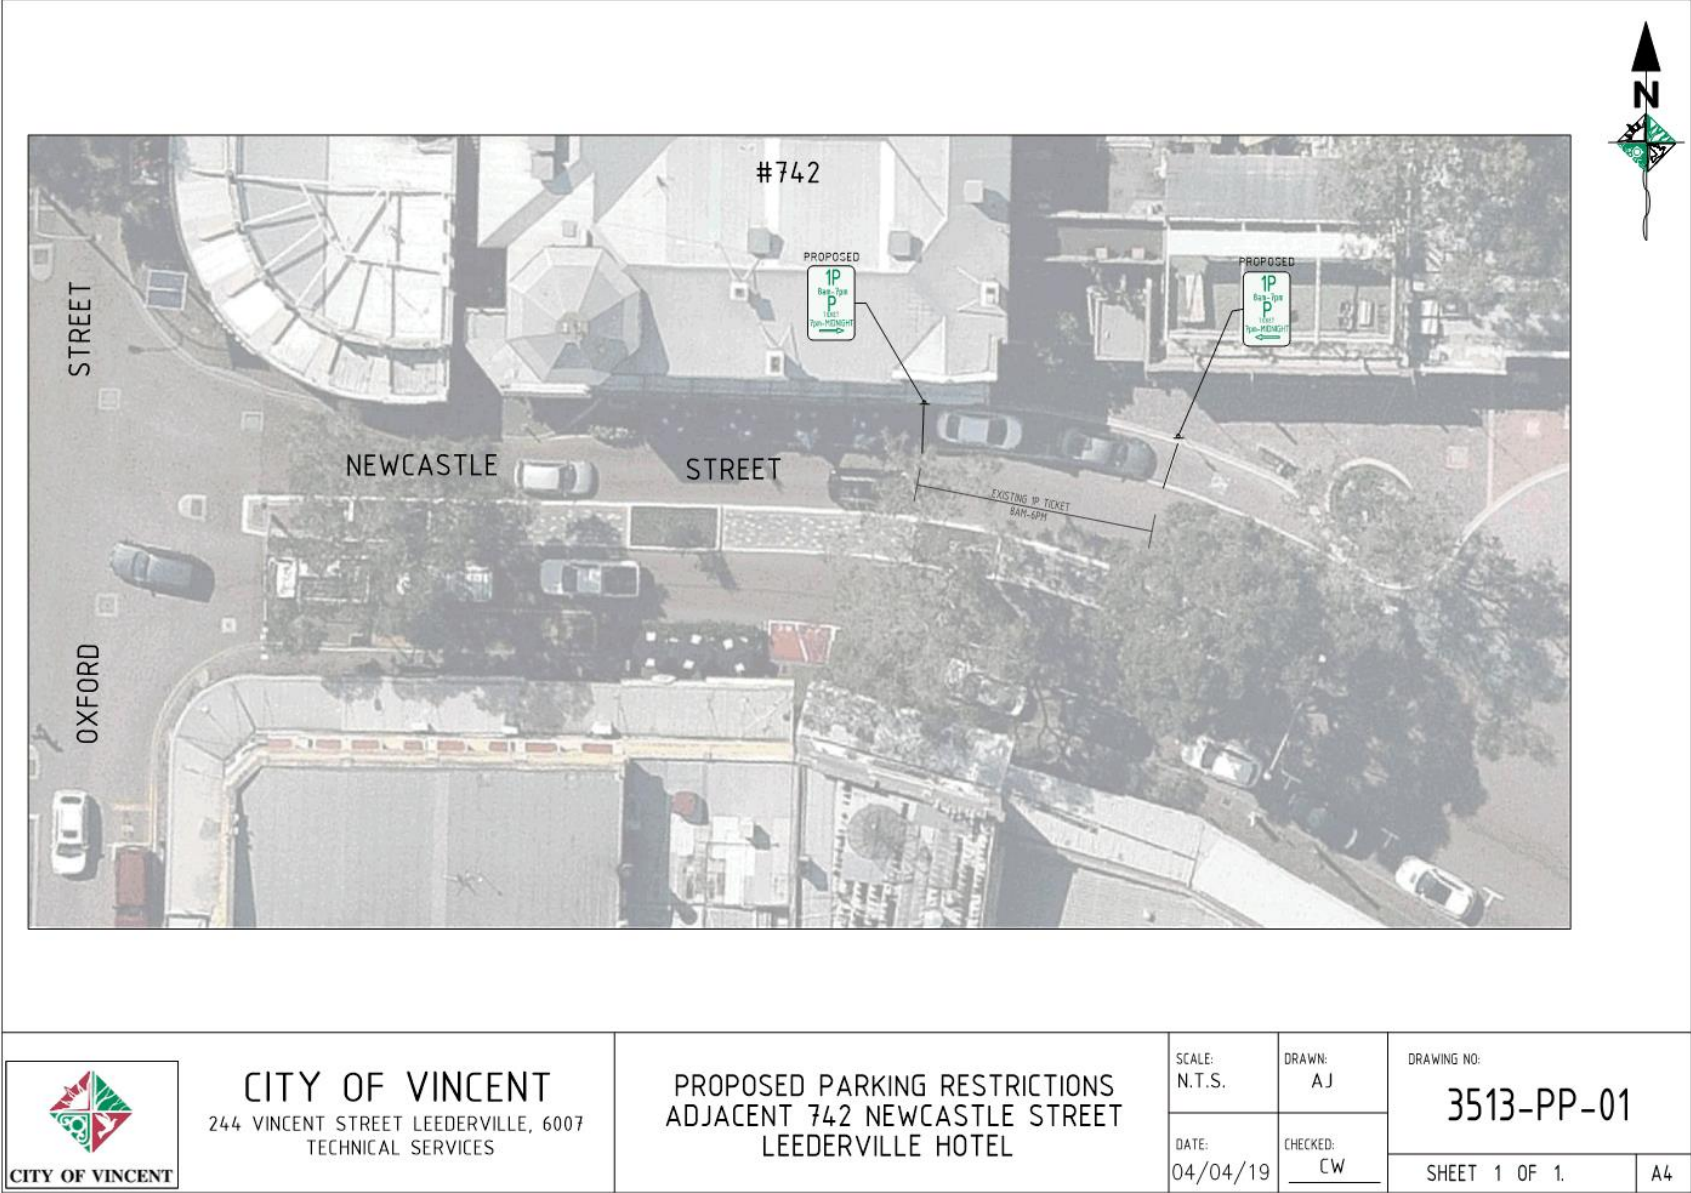 N
#742
PROPOSED
1P
8am-7pm
P
TICKET
7pm-MIDNIGHT
PROPOSED
1P
8am-7pm
P
TICKET
7pm-MIDNIGHT
STREET
NEWCASTLE STREET
EXISTING 1P TICKET
8AM-6PM
OXFORD
CITY OF VINCENT
CITY OF VINCENT
244 VINCENT STREET LEEDERVILLE, 6007
TECHNICAL SERVICES
PROPOSED PARKING RESTRICTIONS
ADJACENT 742 NEWCASTLE STREET
LEEDERVILLE HOTEL
SCALE:
N.T.S.
DRAWN:
AJ
DATE:
04/04/19
CHECKED:
CW
DRAWING NO:
3513-PP-01
SHEET 1 OF 1.
A4